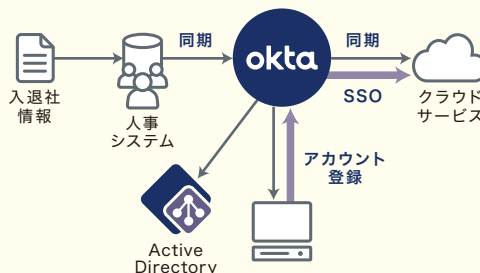 同期
okta
同期
SSO
入退社
情報
人事
システム
クラウド
サービス
アカウント
登録
Active
Directory